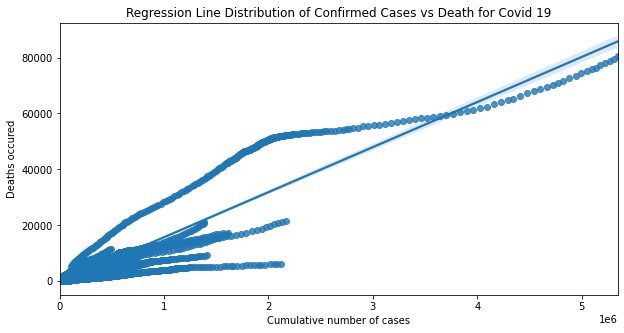 Regression Line Distribution of Confirmed Cases vs Death for Covid 19
80000
60000
40000
20000
0
Deaths occured
0 1 2 3 4 5
1e6
Cumulative number of cases